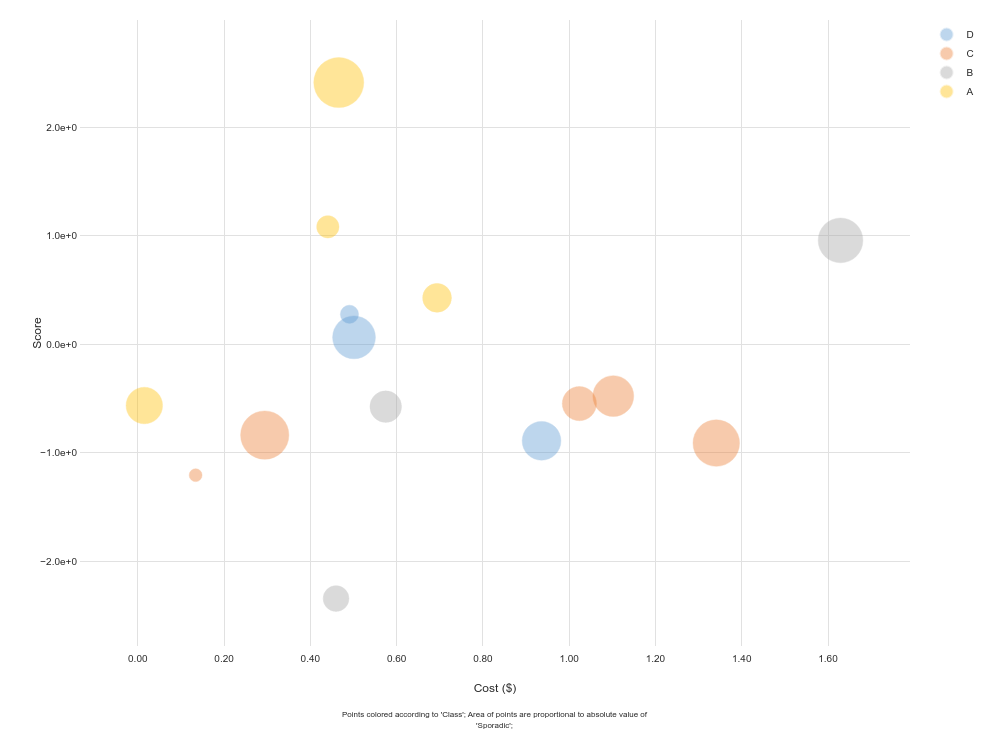 D
C
B
A
2.0e+0
1.0e+0
0.0e+0
−1.0e+0
−2.0e+0
Score
0.00 0.20 0.40 0.60 0.80 1.00 1.20 1.40 1.60
Cost ($)
Points colored according to 'Class'; Area of points are proportional to absolute value of
'Sporadic';